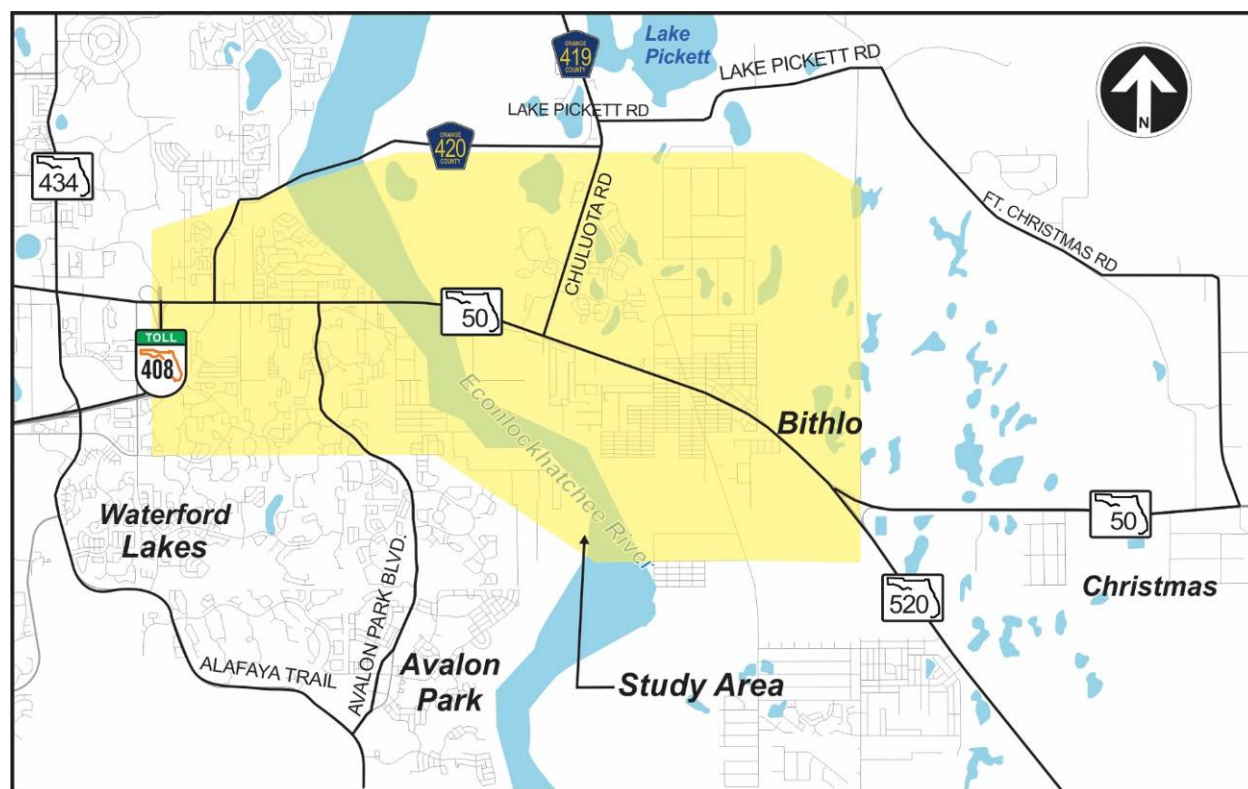 Lake
Pickett
ORANGE
419
COUNTY
LAKE PICKETT RD
LAKE PICKETT RD
N
ORANGE
420
COUNTY
434
CHULUOTA RD
FT. CHRISTMAS RD
50
TOLL
408
Econlockhatchee River
Bithlo
Waterford
Lakes
50
AVALON PARK BLVD.
520
Christmas
ALAFAYA TRAIL
Avalon
Park
Study Area